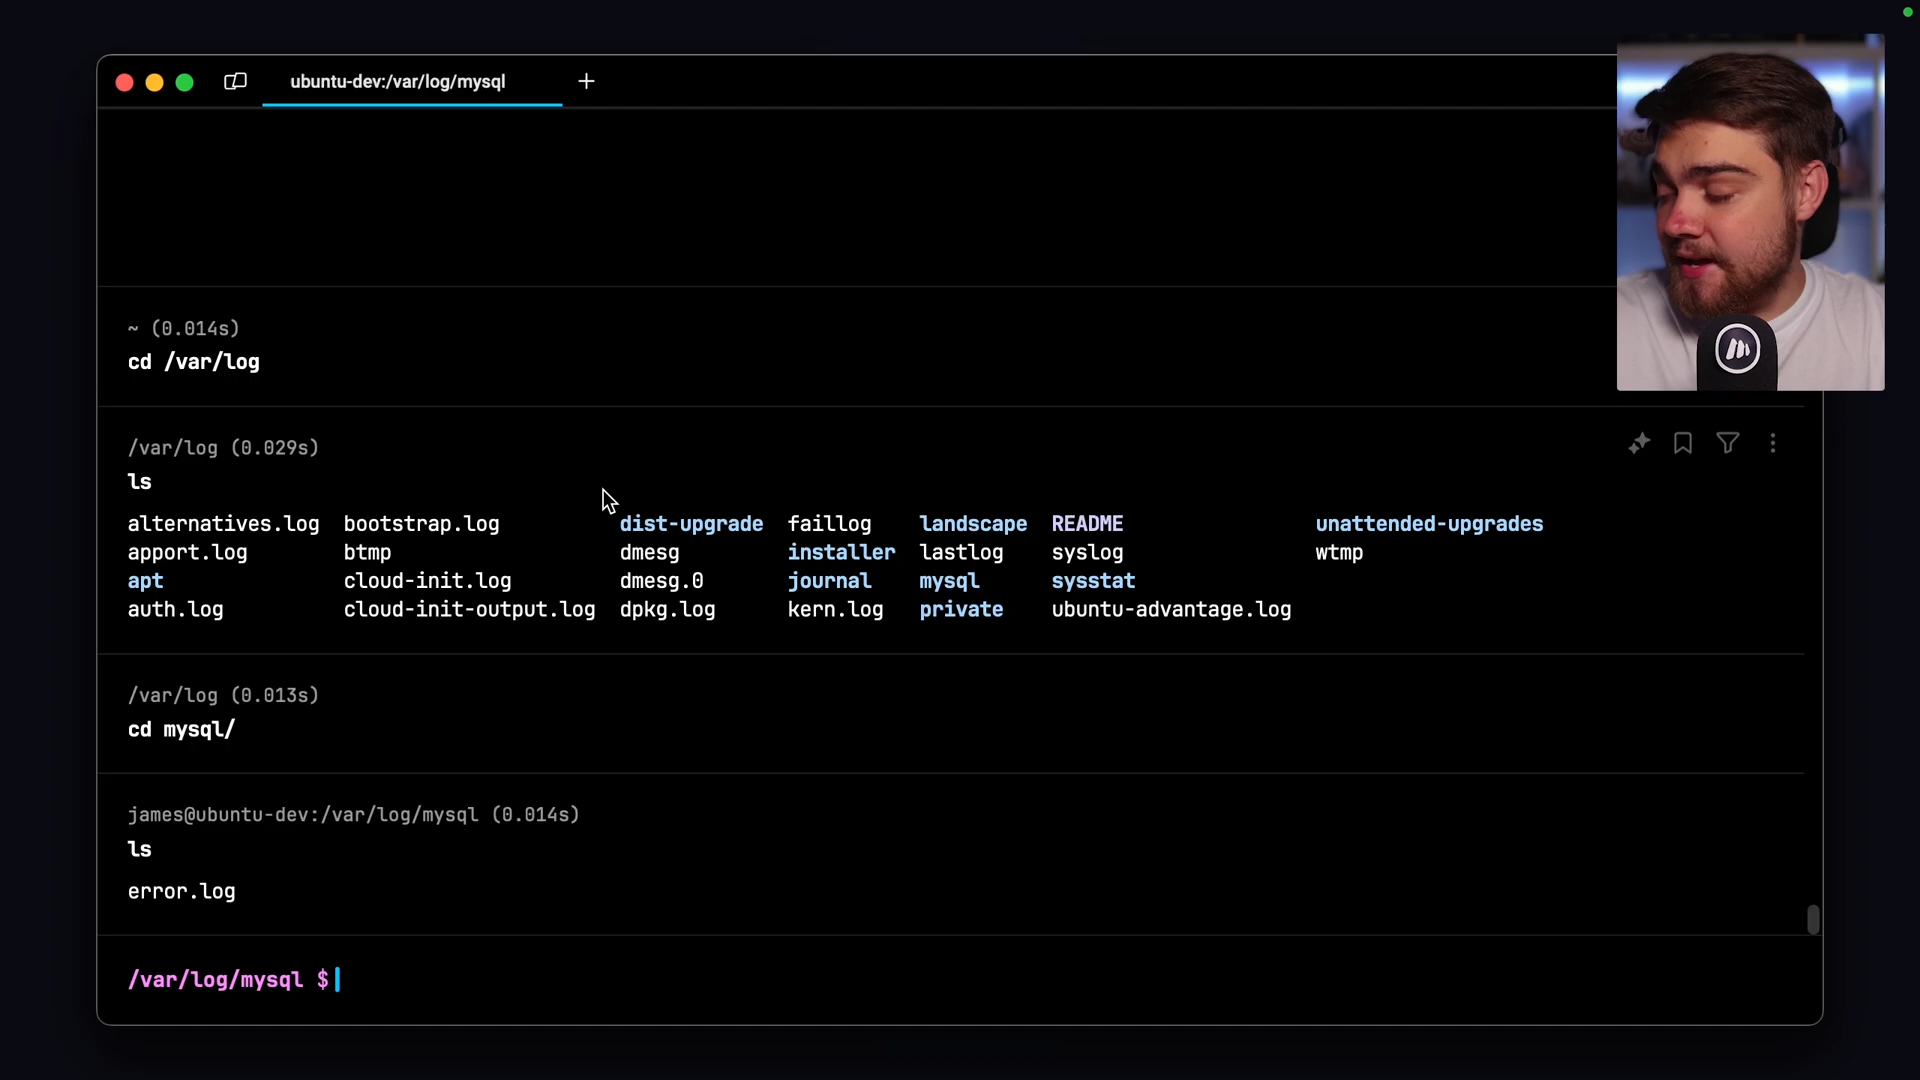 ubuntu-dev:/var/log/mysql
~ (0.014s)
cd /var/log
/var/log (0.029s)
ls
alternatives.log bootstrap.log dist-upgrade faillog landscape README unattended-upgrades
apport.log btmp dmesg installer lastlog syslog wtmp
apt cloud-init.log dmesg.0 journal mysql sysstat
auth.log cloud-init-output.log dpkg.log kern.log private ubuntu-advantage.log
/var/log (0.013s)
cd mysql/
james@ubuntu-dev:/var/log/mysql (0.014s)
ls
error.log
/var/log/mysql $